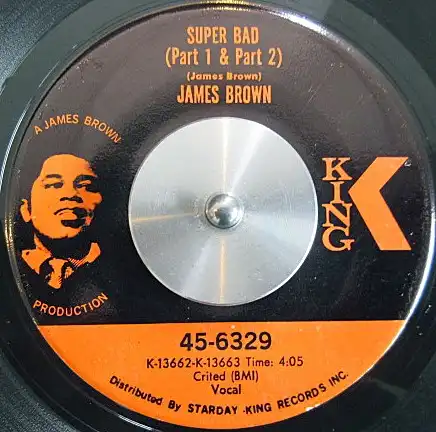 SUPER BAD
(Part 1 & Part 2)
(James Brown)
JAMES BROWN
A JAMES BROWN
PRODUCTION
KING
K
45-6329
K-13662-K-13663 Time: 4:05
Crited (BMI)
Vocal
Distributed By STARDAY-KING RECORDS INC.